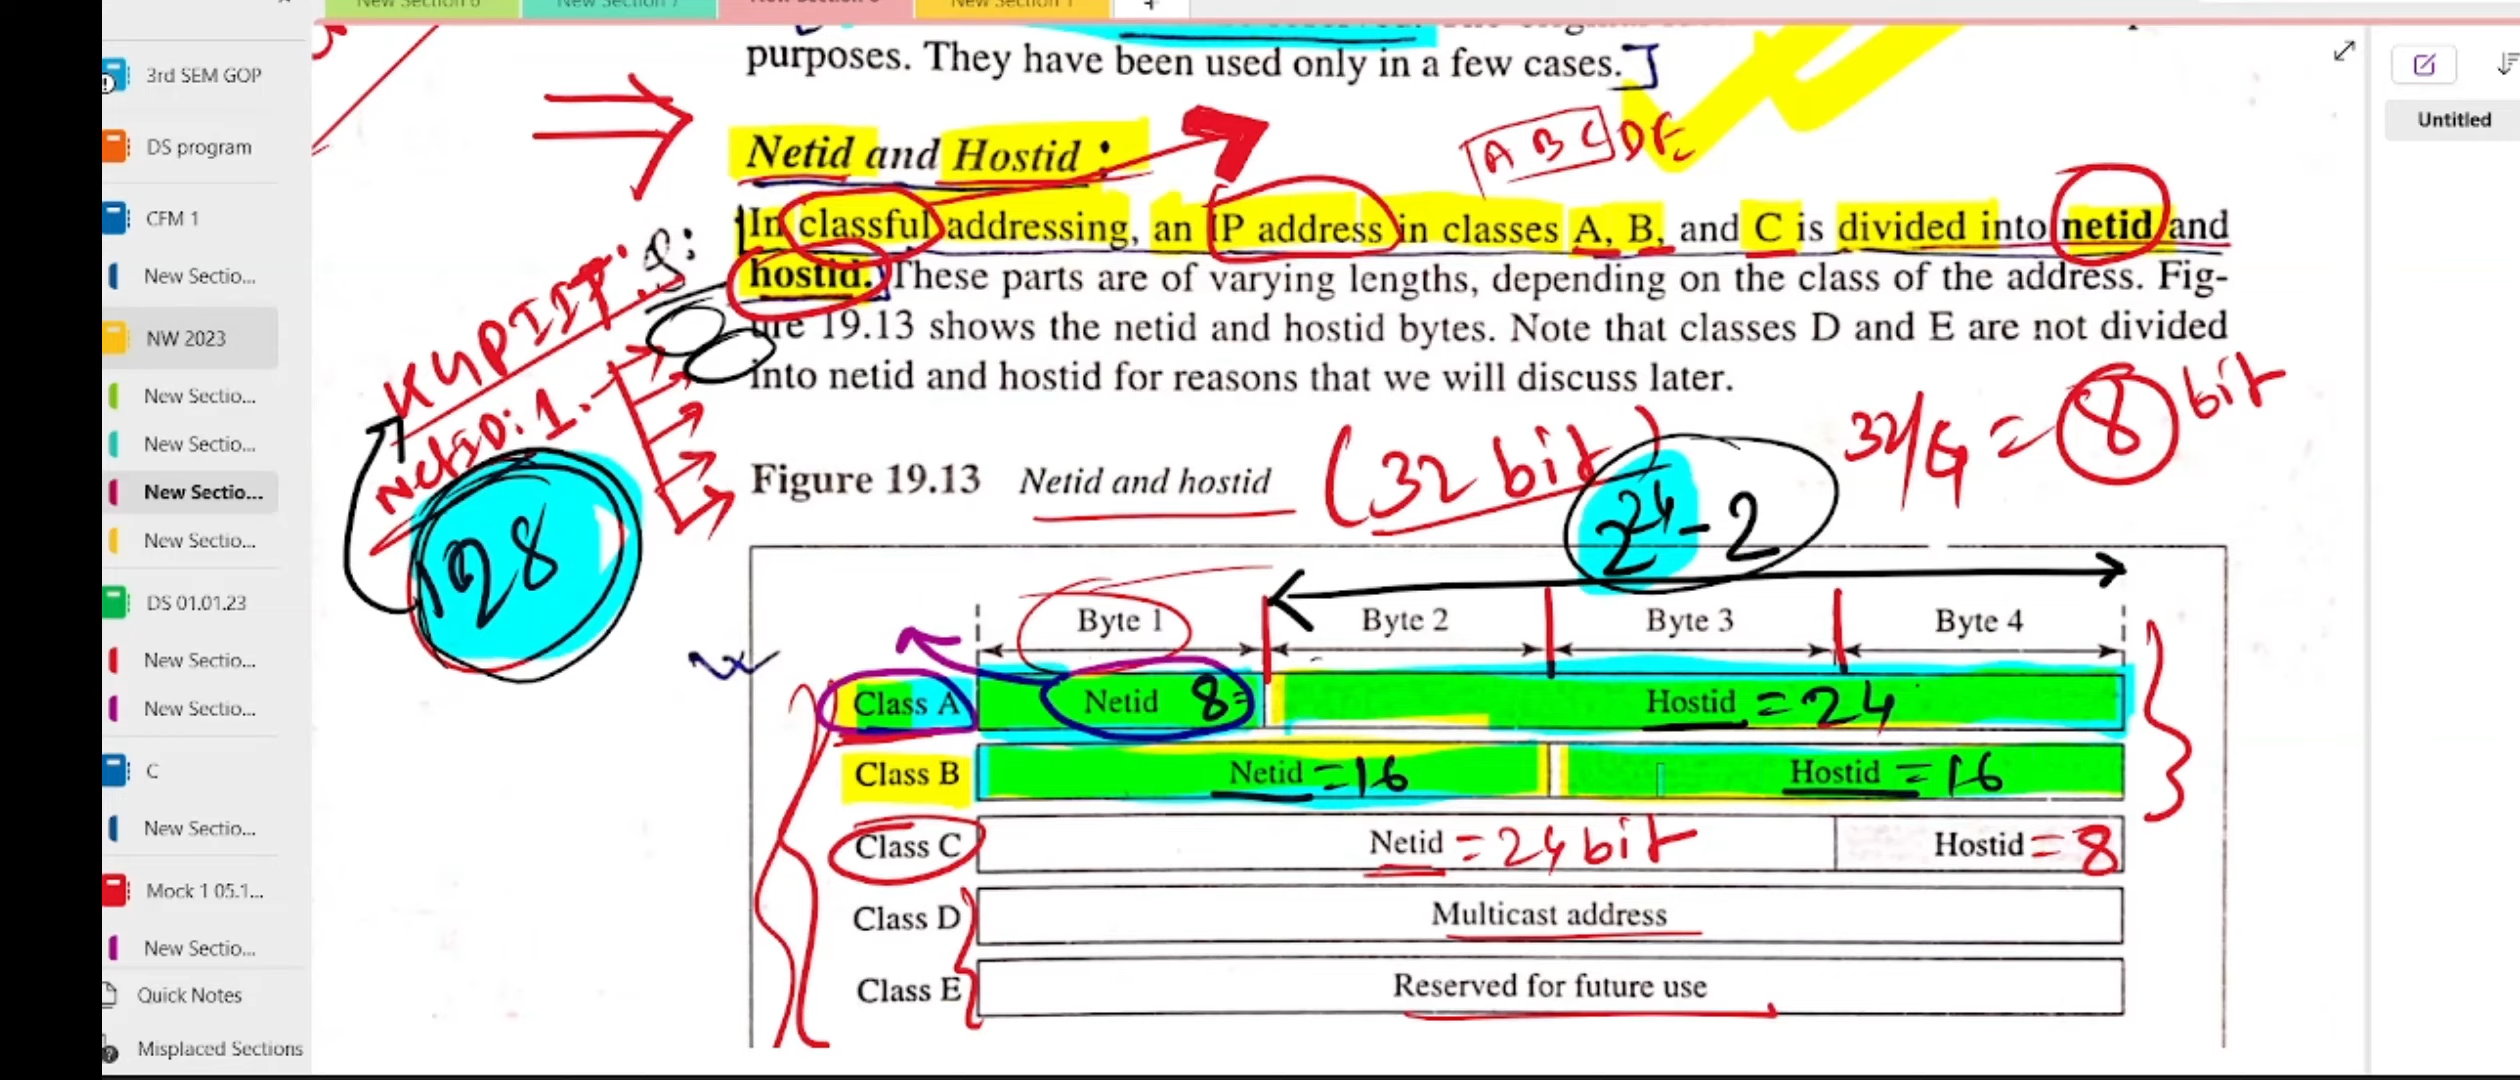 3rd SEM GOP
DS program
CFM 1
New Sectio...
NW 2023
New Sectio...
New Sectio...
New Sectio...
New Sectio...
DS 01.01.23
New Sectio...
New Sectio...
C
New Sectio...
Mock 1 05.1...
New Sectio...
Quick Notes
Misplaced Sections
New Section 7
New Section 1
Untitled
purposes. They have been used only in a few cases.]
Netid and Hostid :
A B C D E
In classful addressing, an IP address in classes A, B, and C is divided into netid and
hostid. These parts are of varying lengths, depending on the class of the address. Fig-
ure 19.13 shows the netid and hostid bytes. Note that classes D and E are not divided
into netid and hostid for reasons that we will discuss later.
128
Figure 19.13 Netid and hostid (32 bit)
32/4 = 8 bit
2^24 - 2
Byte 1 Byte 2 Byte 3 Byte 4
Class A Netid 8= Hostid = 24
Class B Netid = 16 Hostid = 16
Class C Netid = 24 bit Hostid = 8
Class D Multicast address
Class E Reserved for future use